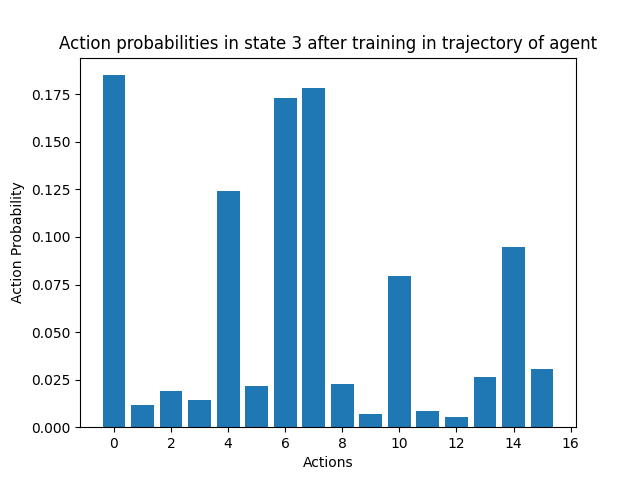 Action probabilities in state 3 after training in trajectory of agent
0.175
0.150
0.125
0.100
0.075
0.050
0.025
0.000
Action Probability
0 2 4 6 8 10 12 14 16
Actions